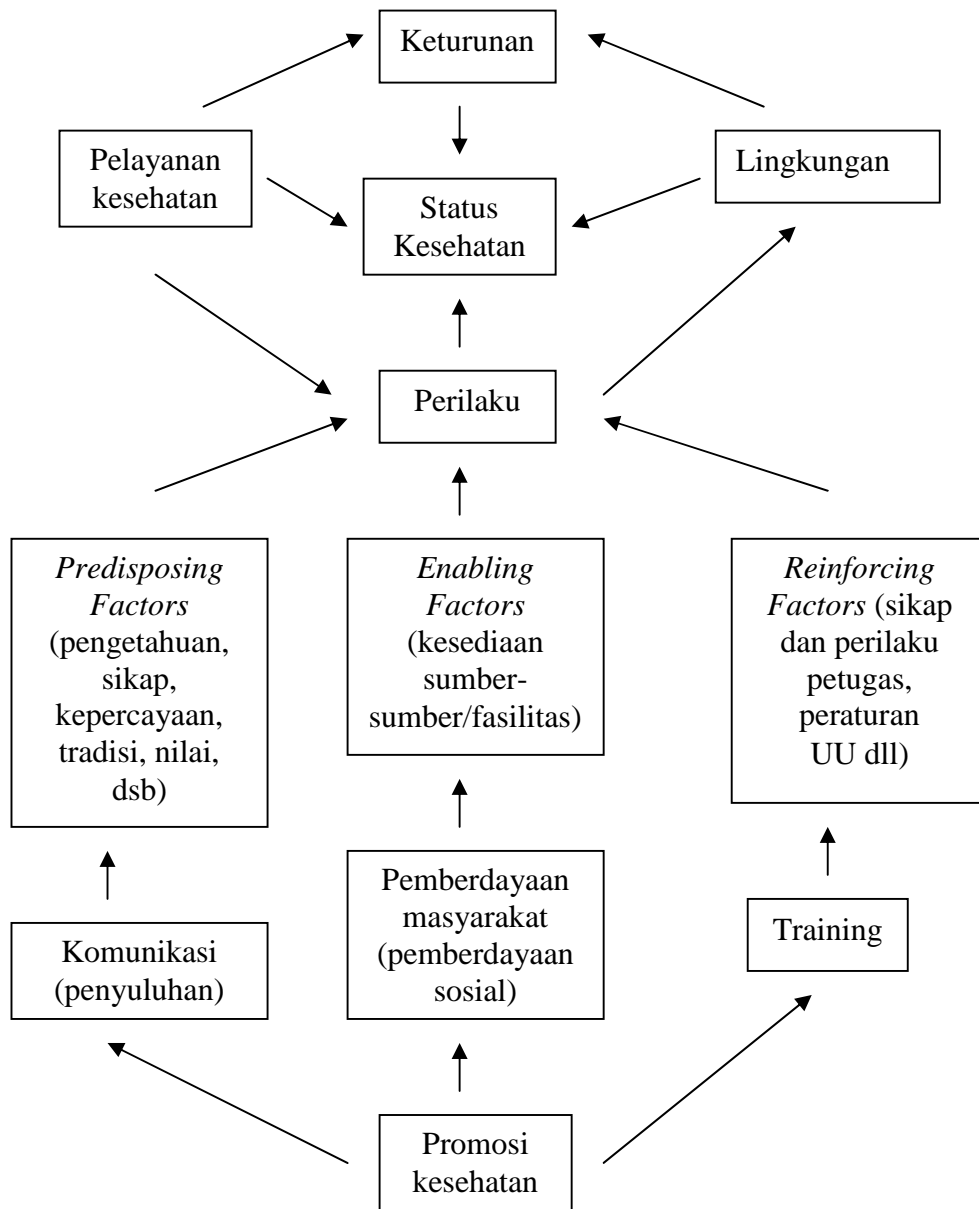 Keturunan
Pelayanan
kesehatan
Lingkungan
Status
Kesehatan
Perilaku
Predisposing
Factors
(pengetahuan,
sikap,
kepercayaan,
tradisi, nilai,
dsb)
Enabling
Factors
(kesediaan
sumber-
sumber/fasilitas)
Reinforcing
Factors (sikap
dan perilaku
petugas,
peraturan
UU dll)
Komunikasi
(penyuluhan)
Pemberdayaan
masyarakat
(pemberdayaan
sosial)
Training
Promosi
kesehatan